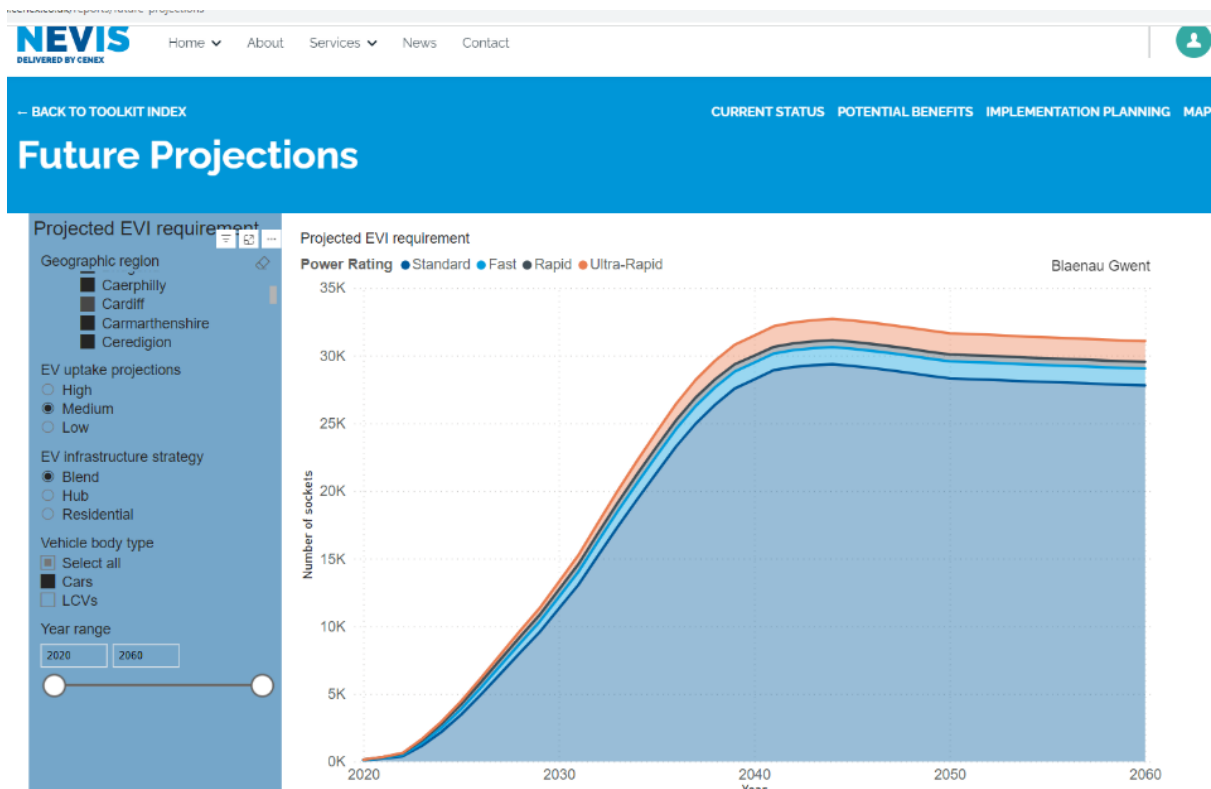 NEVIS
DELIVERED BY CENEX
Home About Services News Contact
← BACK TO TOOLKIT INDEX
CURRENT STATUS POTENTIAL BENEFITS IMPLEMENTATION PLANNING MAP
Future Projections
Projected EVI requirement
Geographic region
Caerphilly
Cardiff
Carmarthenshire
Ceredigion
EV uptake projections
High
Medium
Low
EV infrastructure strategy
Blend
Hub
Residential
Vehicle body type
Select all
Cars
LCVs
Year range
2020 2060
Projected EVI requirement
Power Rating Standard Fast Rapid Ultra-Rapid
Blaenau Gwent
35K
30K
25K
20K
15K
10K
5K
0K
Number of sockets
2020 2030 2040 2050 2060
Year